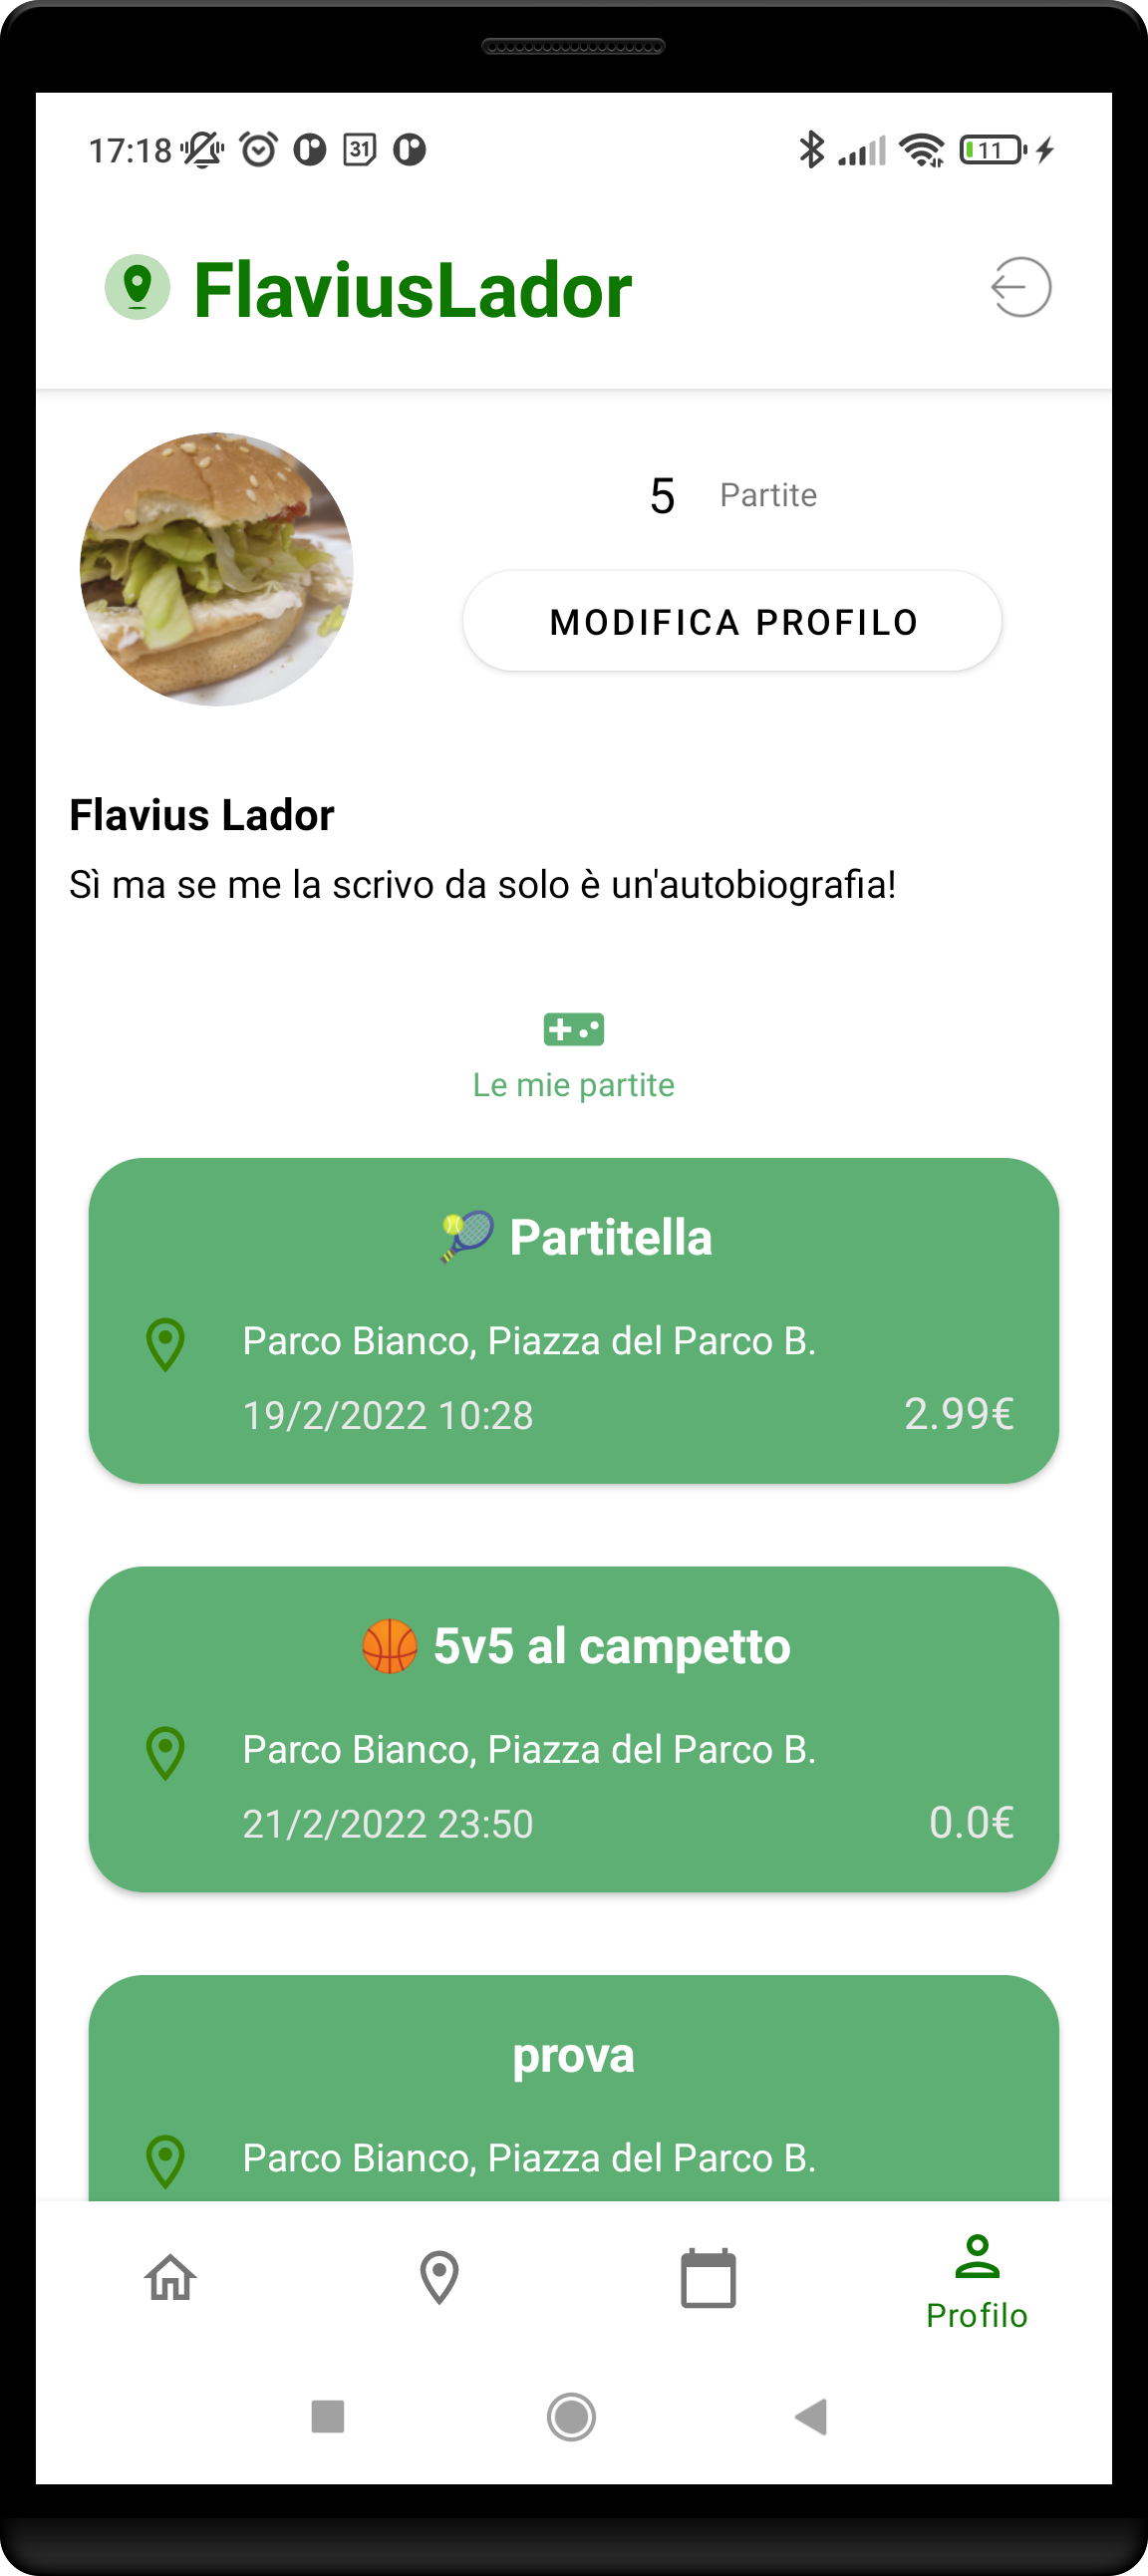 17:18 31 11
FlaviusLador
5 Partite
MODIFICA PROFILO
Flavius Lador
Sì ma se me la scrivo da solo è un'autobiografia!
Le mie partite
Partitella
Parco Bianco, Piazza del Parco B.
19/2/2022 10:28 2.99€
5v5 al campetto
Parco Bianco, Piazza del Parco B.
21/2/2022 23:50 0.0€
prova
Parco Bianco, Piazza del Parco B.
Profilo